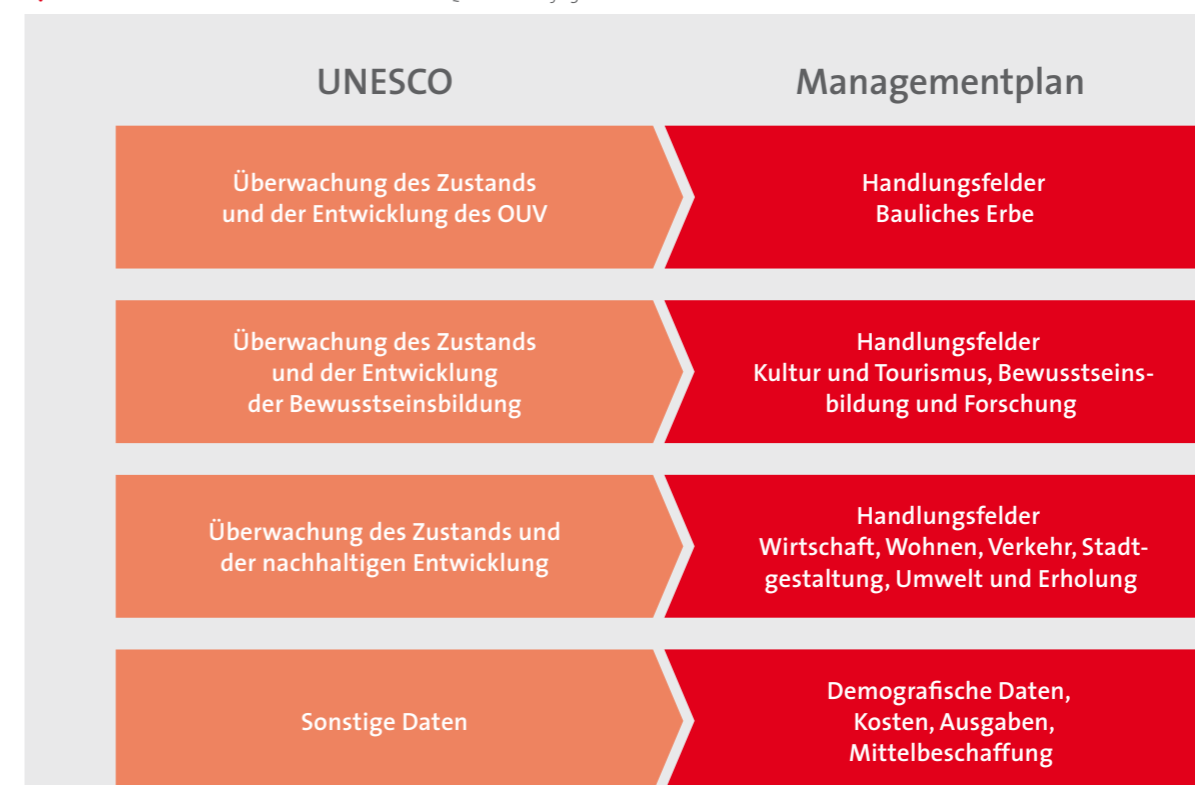 UNESCO
Managementplan
Überwachung des Zustands
und der Entwicklung des OUV
Handlungsfelder
Bauliches Erbe
Überwachung des Zustands
und der Entwicklung
der Bewusstseinsbildung
Handlungsfelder
Kultur und Tourismus, Bewusstseins-
bildung und Forschung
Überwachung des Zustands und
der nachhaltigen Entwicklung
Handlungsfelder
Wirtschaft, Wohnen, Verkehr, Stadt-
gestaltung, Umwelt und Erholung
Sonstige Daten
Demografische Daten,
Kosten, Ausgaben,
Mittelbeschaffung